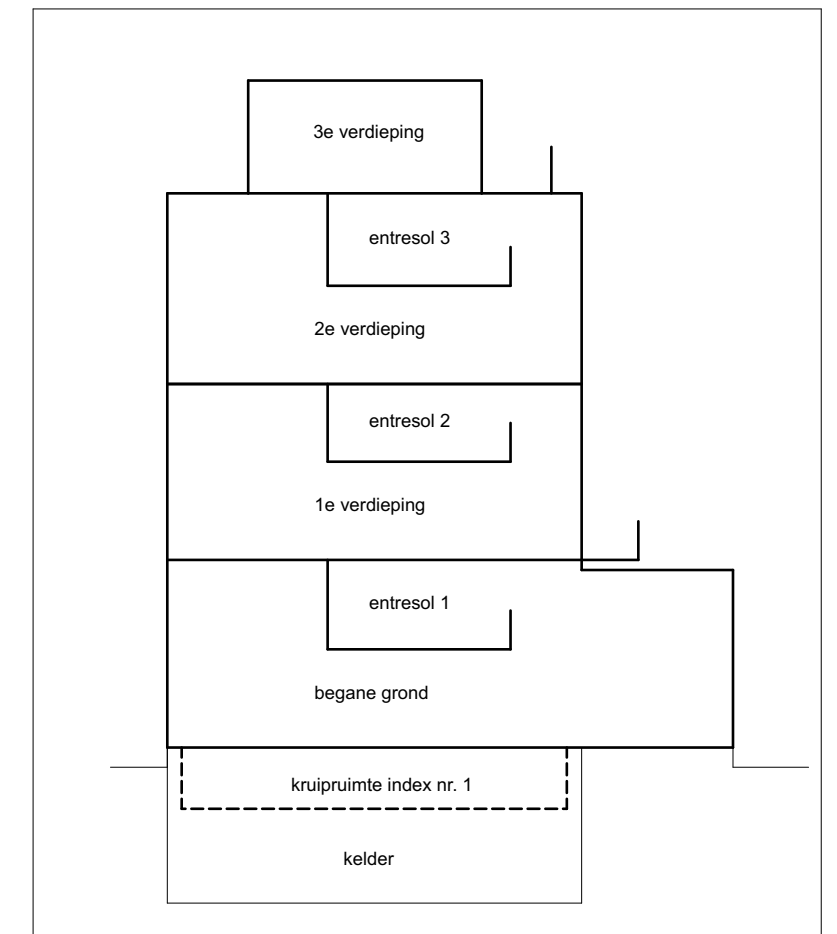 3e verdieping
entresol 3
2e verdieping
entresol 2
1e verdieping
entresol 1
begane grond
kruipruimte index nr. 1
kelder